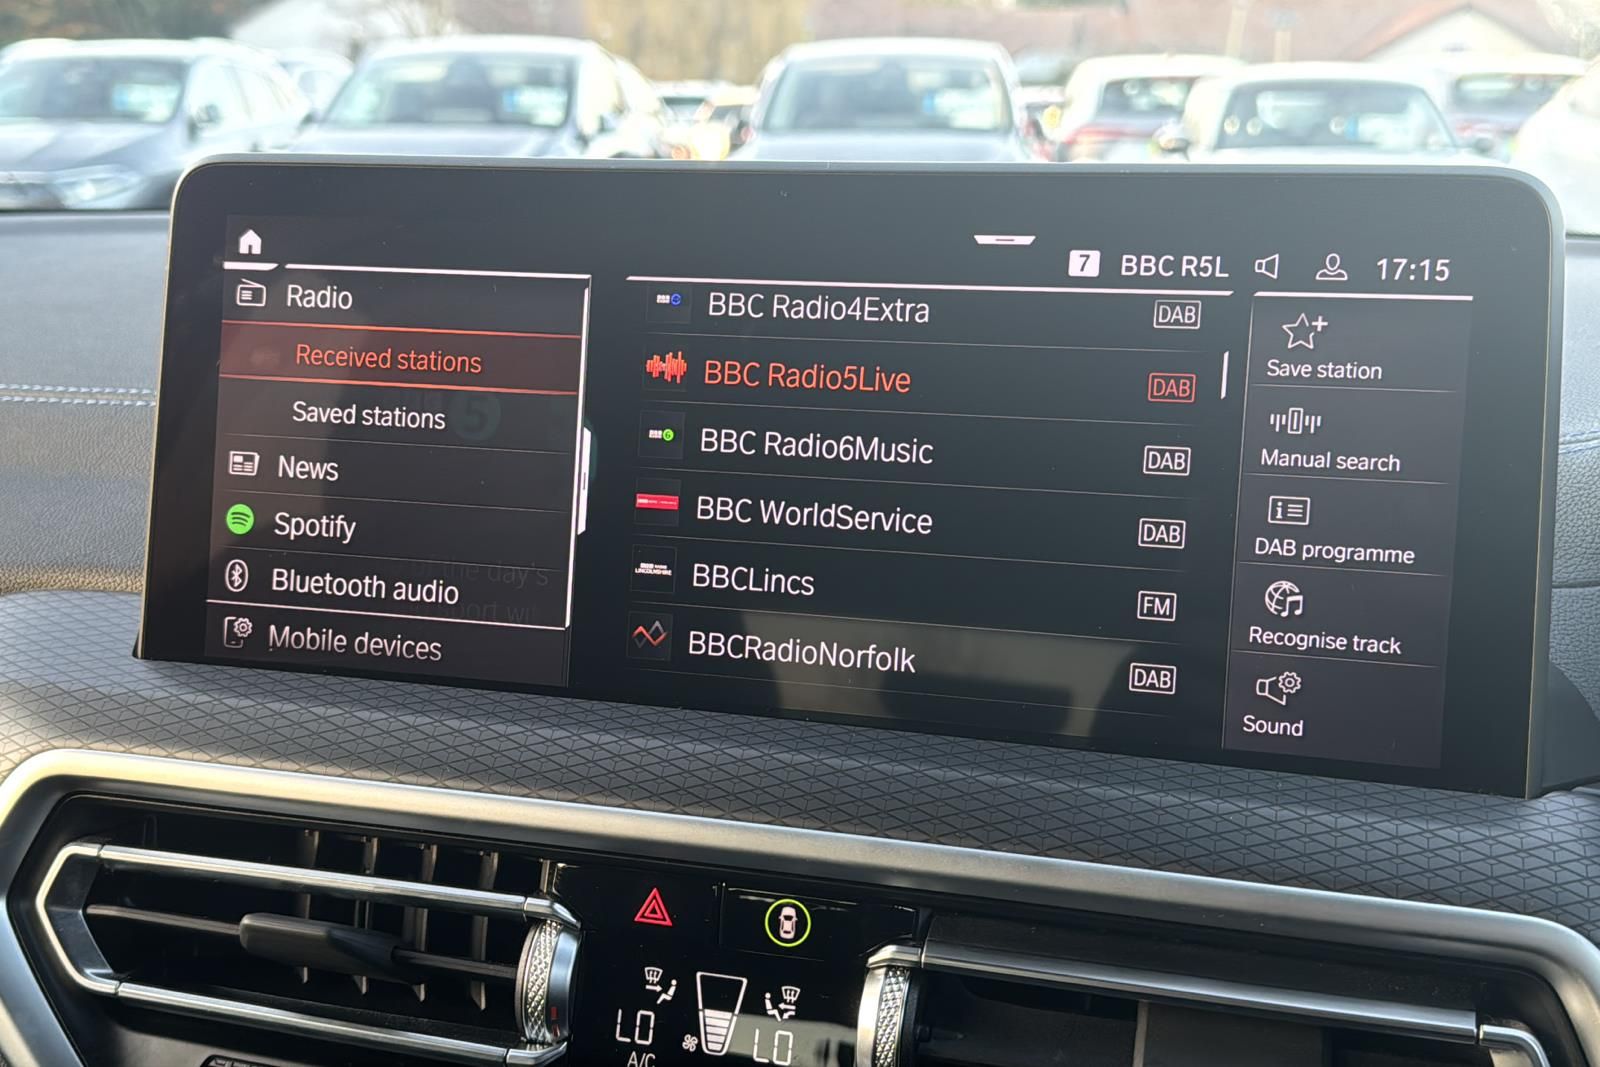 7 BBC R5L 17:15
Radio
Received stations
Saved stations
News
Spotify
Bluetooth audio
Mobile devices
BBC Radio4Extra DAB
BBC Radio5Live DAB
BBC Radio6Music DAB
BBC WorldService DAB
BBCLincs FM
BBCRadioNorfolk DAB
Save station
Manual search
DAB programme
Recognise track
Sound
LO
A/C
LO